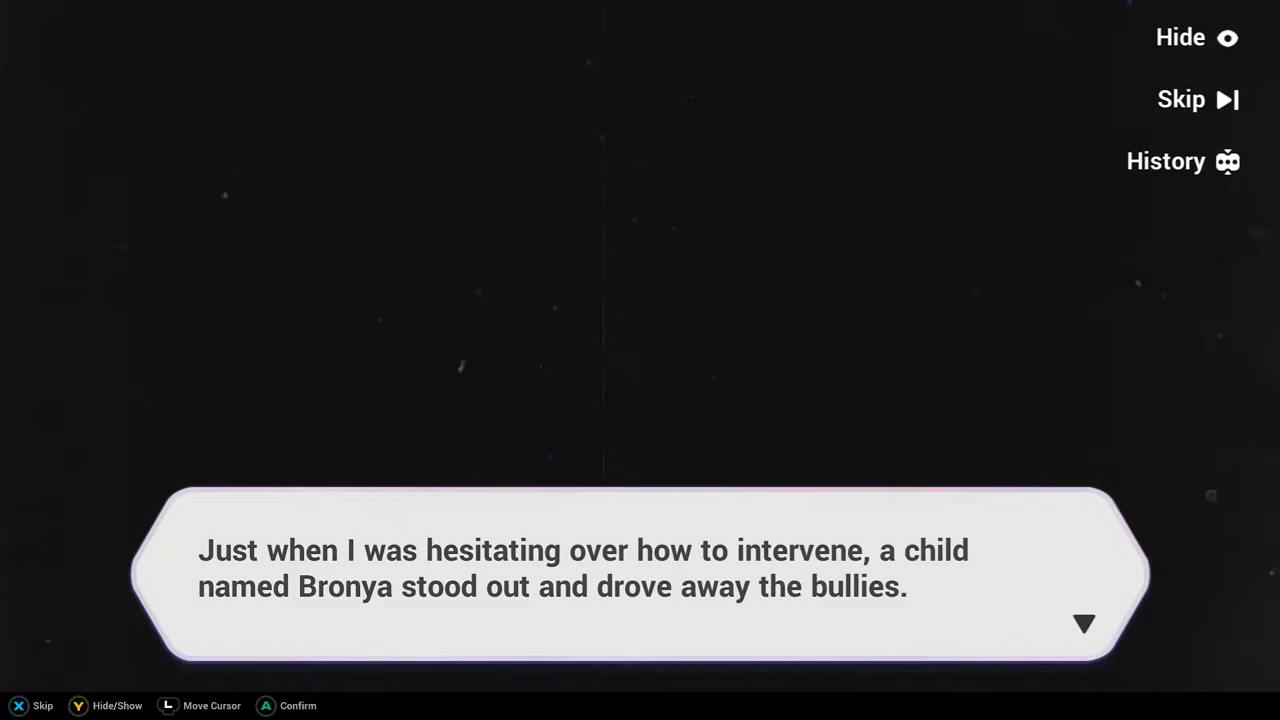 Hide
Skip
History
Just when I was hesitating over how to intervene, a child
named Bronya stood out and drove away the bullies.
X Skip Y Hide/Show L Move Cursor A Confirm